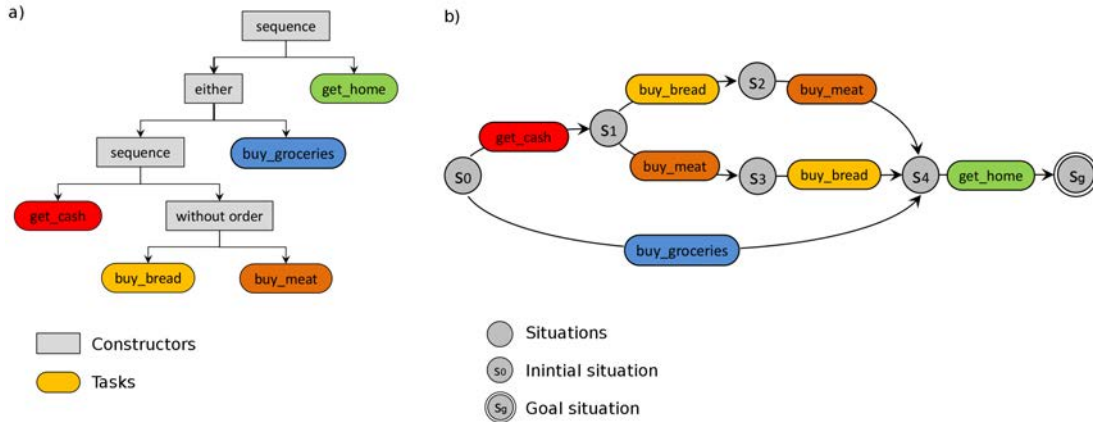 a)
sequence
either
get_home
sequence
buy_groceries
get_cash
without order
buy_bread
buy_meat
Constructors
Tasks
b)
buy_bread
S2
buy_meat
get_cash
S1
S0
buy_meat
S3
buy_bread
S4
get_home
Sg
buy_groceries
Situations
S0
Inintial situation
Sg
Goal situation